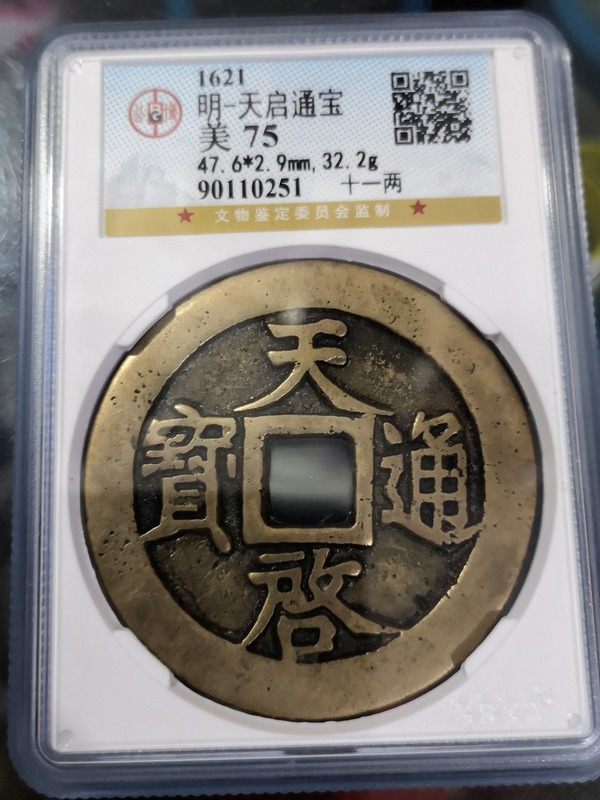 1621
明-天启通宝
美 75
47.6*2.9mm,32.2g
90110251 十一两
★ 文物鉴定委员会监制 ★
天
寶 通
啓